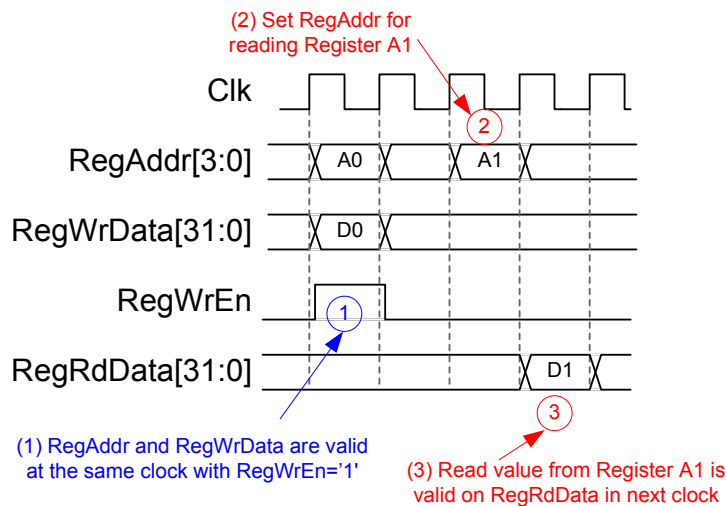 (2) Set RegAddr for
reading Register A1
Clk
2
RegAddr[3:0]
A0
A1
RegWrData[31:0]
D0
RegWrEn
1
RegRdData[31:0]
D1
3
(1) RegAddr and RegWrData are valid
at the same clock with RegWrEn='1'
(3) Read value from Register A1 is
valid on RegRdData in next clock